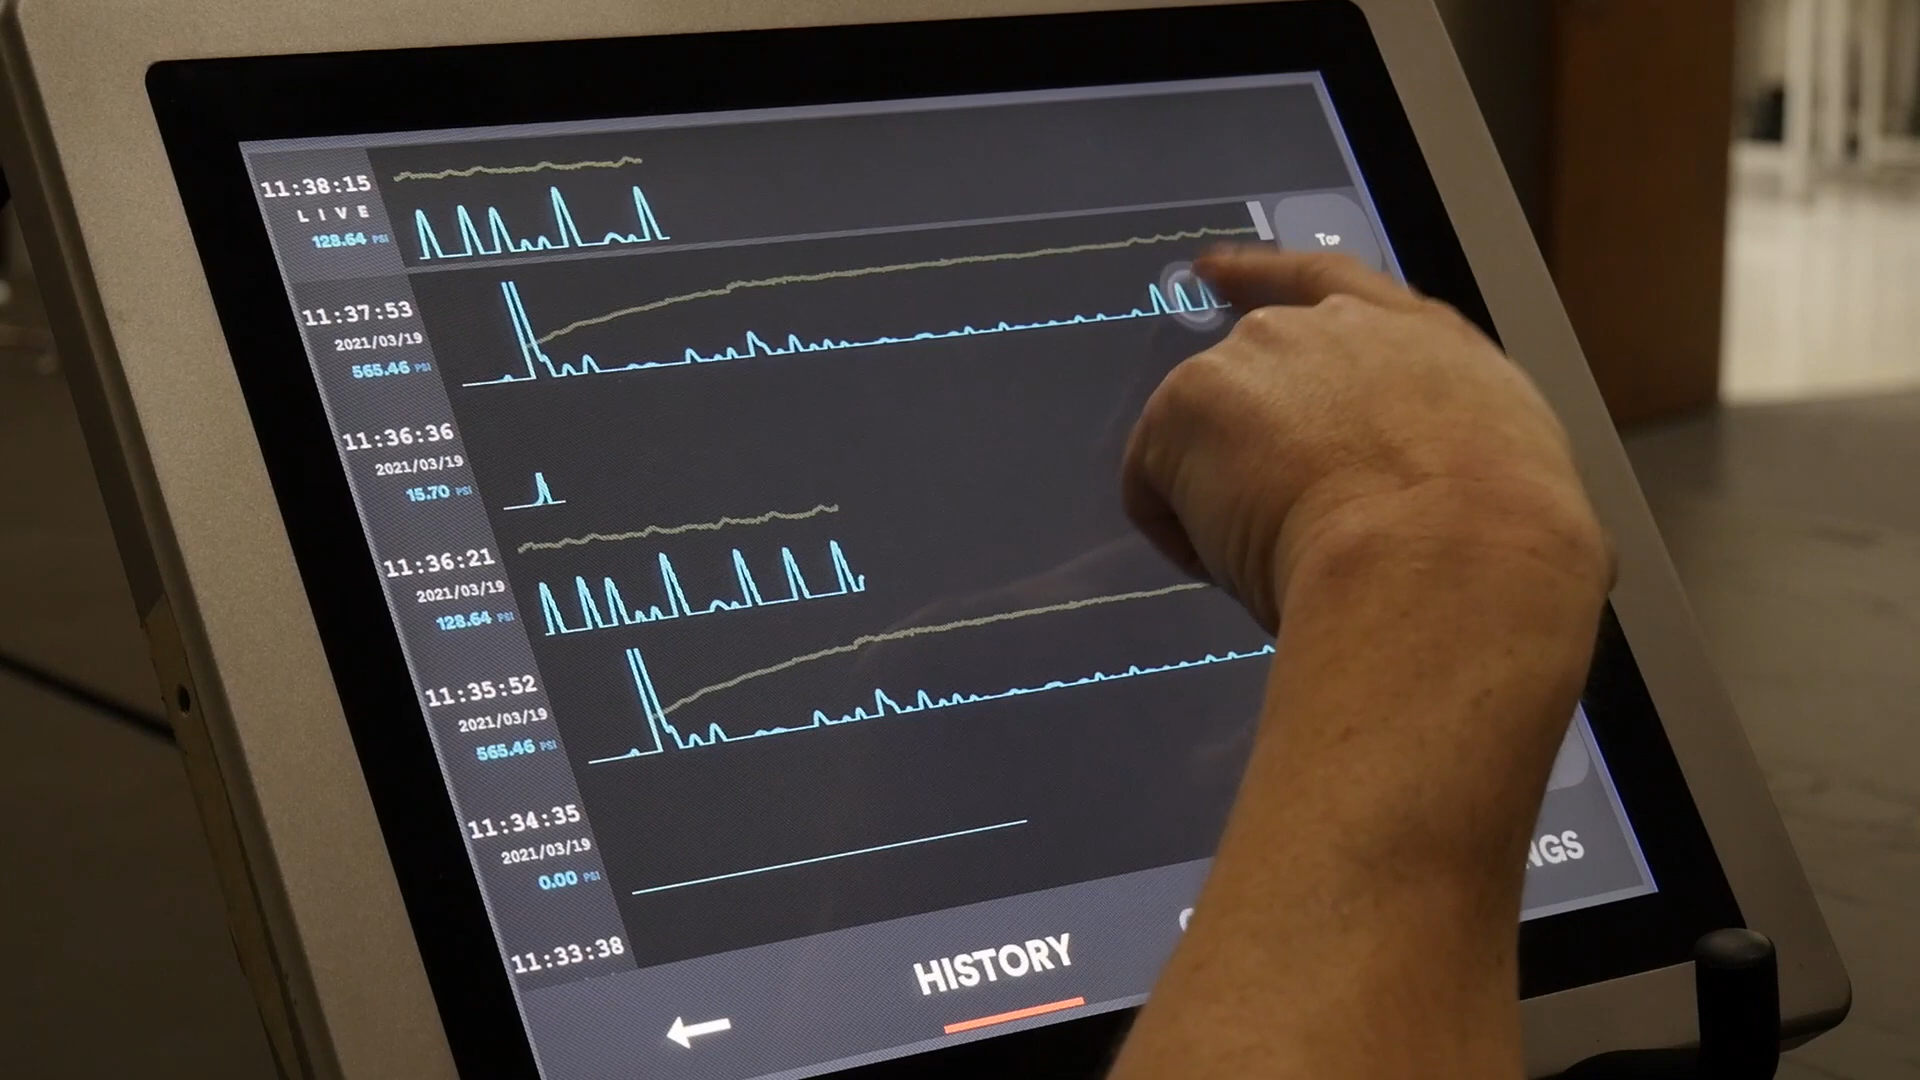 11:38:15
LIVE
128.64 PSI
TOP
11:37:53
2021/03/19
565.46 PSI
11:36:36
2021/03/19
15.70 PSI
11:36:21
2021/03/19
128.64 PSI
11:35:52
2021/03/19
565.46 PSI
11:34:35
2021/03/19
0.00 PSI
11:33:38
HISTORY
NGS